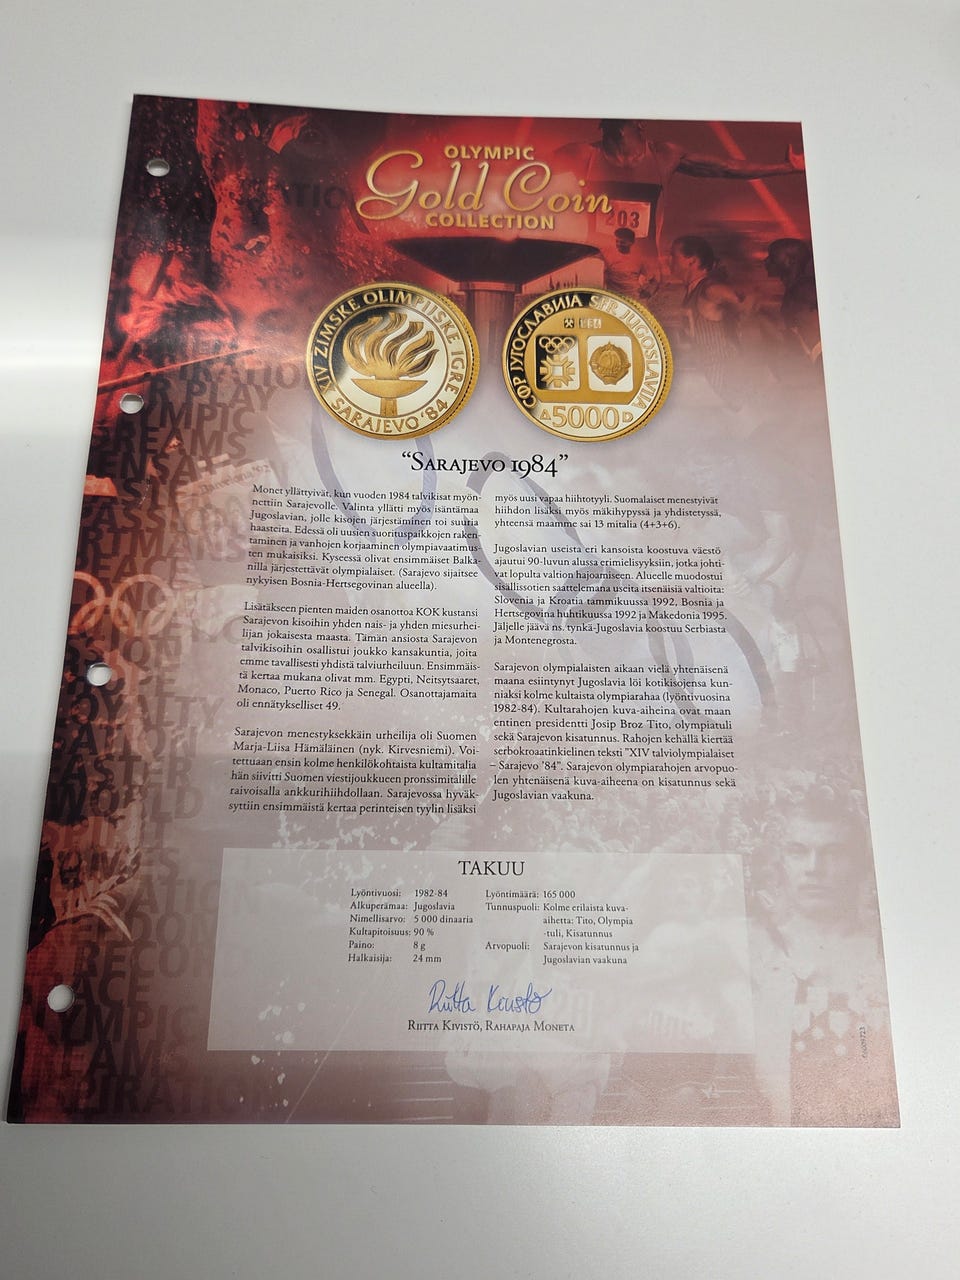 OLYMPIC
Gold Coin
COLLECTION
203
XIV ZIMSKE OLIMPIJSKE IGRE
SARAJEVO '84
СФР ЈУГОСЛАВИЈА SFR JUGOSLAVIJA
1984
5000 D
"SARAJEVO 1984"
Monet yllättyivät, kun vuoden 1984 talvikisat myön-
nettiin Sarajevolle. Valinta yllätti myös isäntämaa
Jugoslavian, jolle kisojen järjestäminen toi suuria
haasteita. Edessä oli uusien suorituspaikkojen raken-
taminen ja vanhojen korjaaminen olympiavaatimus-
ten mukaisiksi. Kyseessä olivat ensimmäiset Balka-
nilla järjestettävät olympialaiset. (Sarajevo sijaitsee
nykyisen Bosnia-Hertsegovinan alueella).
Lisätäkseen pienten maiden osanottoa KOK kustansi
Sarajevon kisoihin yhden nais- ja yhden miesurhei-
lijan jokaisesta maasta. Tämän ansiosta Sarajevon
talvikisoihin osallistui joukko kansakuntia, joita
emme tavallisesti yhdistä talviurheiluun. Ensimmäis-
tä kertaa mukana olivat mm. Egypti, Neitsytsaaret,
Monaco, Puerto Rico ja Senegal. Osanottajamaita
oli ennätykselliset 49.
Sarajevon menestyksekkäin urheilija oli Suomen
Marja-Liisa Hämäläinen (nyk. Kirvesniemi). Voi-
tettuaan ensin kolme henkilökohtaista kultamitalia
hän siivitti Suomen viestijoukkueen pronssimitalille
raivoisalla ankkurihiihdollaan. Sarajevossa hyväk-
syttiin ensimmäistä kertaa perinteisen tyylin lisäksi
myös uusi vapaa hiihtotyyli. Suomalaiset menestyivät
hiihdon lisäksi myös mäkihypyssä ja yhdistetyssä,
yhteensä maamme sai 13 mitalia (4+3+6).
Jugoslavian useista eri kansoista koostuva väestö
ajautui 90-luvun alussa erimielisyyksiin, jotka johti-
vat lopulta valtion hajoamiseen. Alueelle muodostui
sisällissotien saattelemana useita itsenäisiä valtioita:
Slovenia ja Kroatia tammikuussa 1992, Bosnia ja
Hertsegovina huhtikuussa 1992 ja Makedonia 1995.
Jäljelle jäävä ns. tynkä-Jugoslavia koostuu Serbiasta
ja Montenegrosta.
Sarajevon olympialaisten aikaan vielä yhtenäisenä
maana esiintynyt Jugoslavia löi kotikisojensa kun-
niaksi kolme kultaista olympiarahaa (lyöntivuosina
1982-84). Kultarahojen kuva-aiheina ovat maan
entinen presidentti Josip Broz Tito, olympiatuli
sekä Sarajevon kisatunnus. Rahojen kehällä kiertää
serbokroaatinkielinen teksti "XIV talviolympialaiset
– Sarajevo '84". Sarajevon olympiarahojen arvopuo-
len yhtenäisenä kuva-aiheena on kisatunnus sekä
Jugoslavian vaakuna.
TAKUU
Lyöntivuosi: 1982-84
Alkuperämaa: Jugoslavia
Nimellisarvo: 5 000 dinaaria
Kultapitoisuus: 90 %
Paino: 8 g
Halkaisija: 24 mm
Lyöntimäärä: 165 000
Tunnuspuoli: Kolme erilaista kuva-
aihetta: Tito, Olympia
-tuli, Kisatunnus
Arvopuoli: Sarajevon kisatunnus ja
Jugoslavian vaakuna
Riitta Kivistö
RIITTA KIVISTÖ, RAHAPAJA MONETA